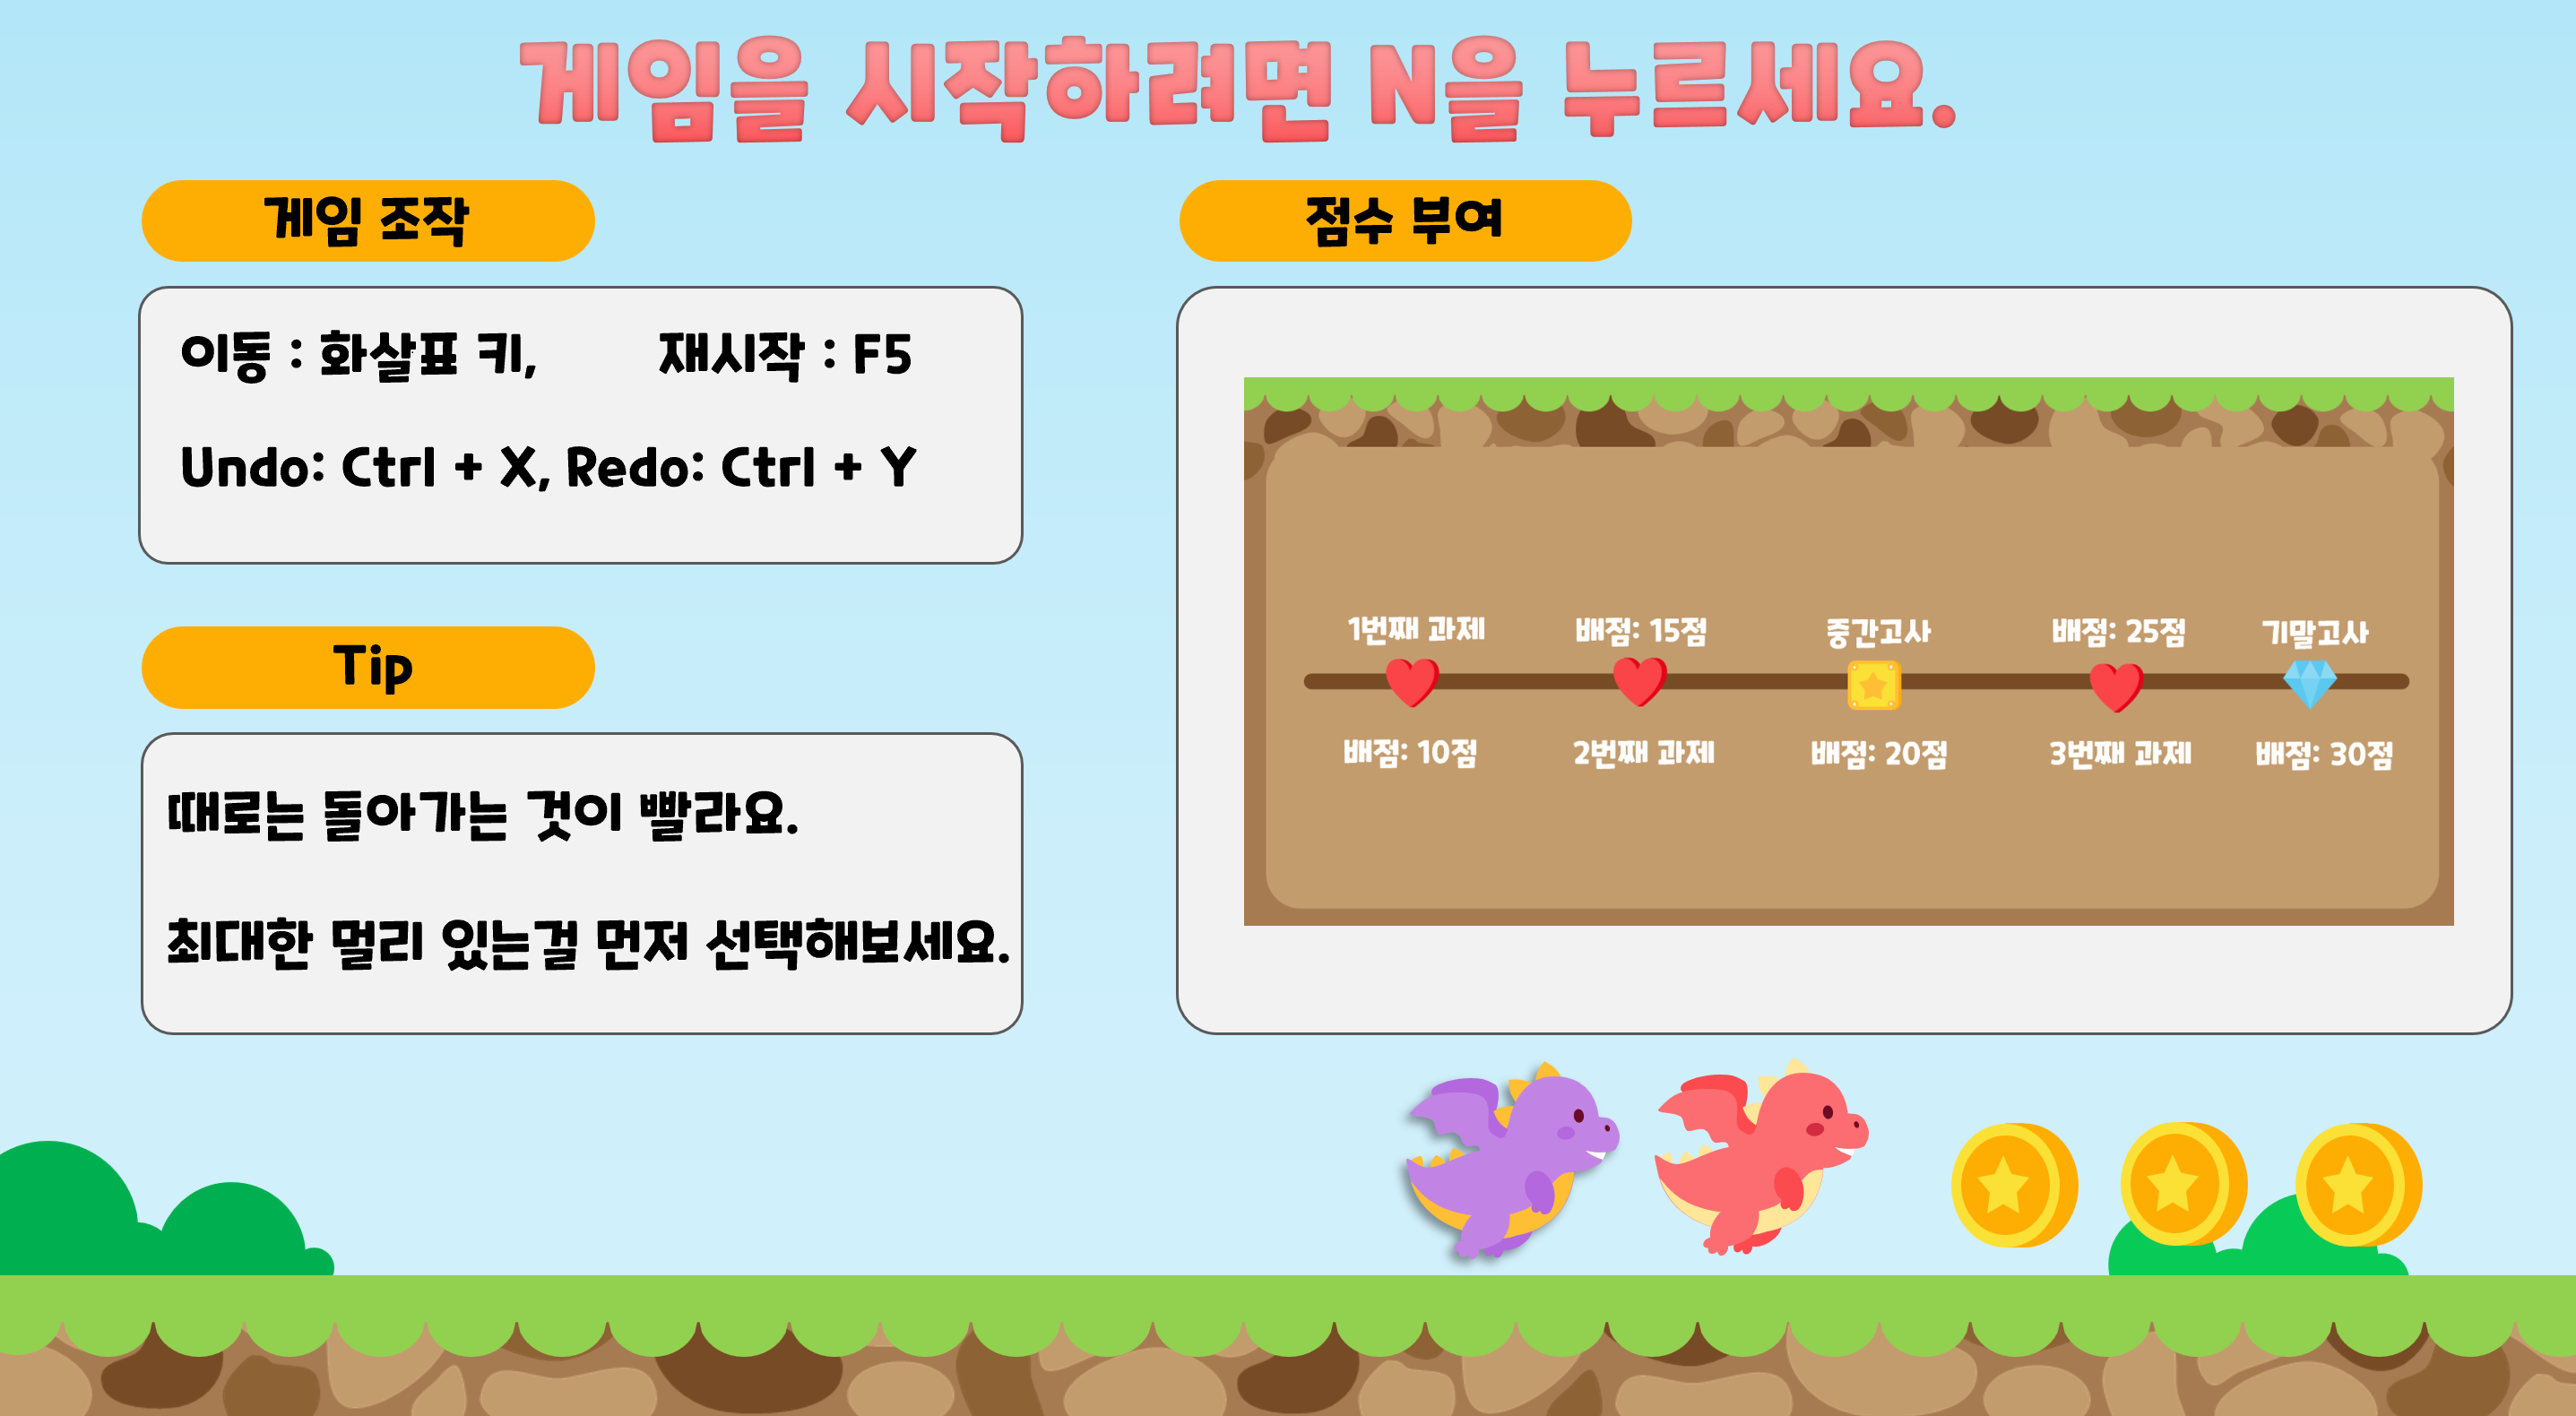 게임을 시작하려면 N을 누르세요.
게임 조작
이동 : 화살표 키, 재시작 : F5
Undo: Ctrl + X, Redo: Ctrl + Y
Tip
때로는 돌아가는 것이 빨라요.
최대한 멀리 있는걸 먼저 선택해보세요.
점수 부여
1번째 과제
배점: 10점
배점: 15점
2번째 과제
중간고사
배점: 20점
배점: 25점
3번째 과제
기말고사
배점: 30점